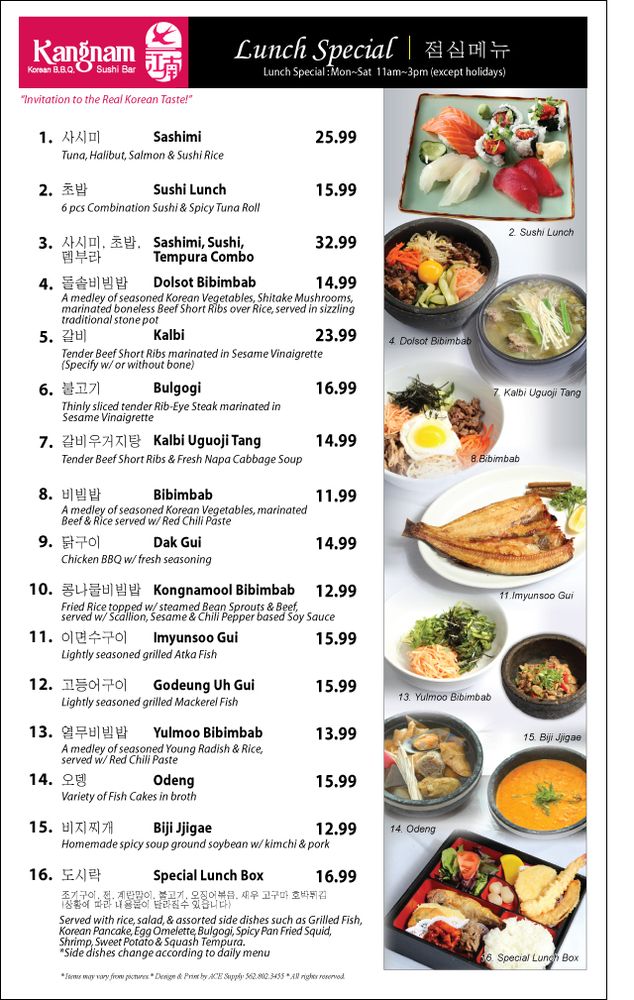 Kangnam
Korean B.B.Q. Sushi Bar
江南
Lunch Special | 점심메뉴
Lunch Special : Mon~Sat 11am~3pm (except holidays)
"Invitation to the Real Korean Taste!"
1. 사시미 Sashimi 25.99
Tuna, Halibut, Salmon & Sushi Rice
2. 초밥 Sushi Lunch 15.99
6 pcs Combination Sushi & Spicy Tuna Roll
3. 사시미, 초밥, Sashimi, Sushi, 32.99
뎀부라 Tempura Combo
4. 돌솥비빔밥 Dolsot Bibimbab 14.99
A medley of seasoned Korean Vegetables, Shitake Mushrooms,
marinated boneless Beef Short Ribs over Rice, served in sizzling
traditional stone pot
5. 갈비 Kalbi 23.99
Tender Beef Short Ribs marinated in Sesame Vinaigrette
(Specify w/ or without bone)
6. 불고기 Bulgogi 16.99
Thinly sliced tender Rib-Eye Steak marinated in
Sesame Vinaigrette
7. 갈비우거지탕 Kalbi Uguoji Tang 14.99
Tender Beef Short Ribs & Fresh Napa Cabbage Soup
8. 비빔밥 Bibimbab 11.99
A medley of seasoned Korean Vegetables, marinated
Beef & Rice served w/ Red Chili Paste
9. 닭구이 Dak Gui 14.99
Chicken BBQ w/ fresh seasoning
10. 콩나물비빔밥 Kongnamool Bibimbab 12.99
Fried Rice topped w/ steamed Bean Sprouts & Beef,
served w/ Scallion, Sesame & Chili Pepper based Soy Sauce
11. 이면수구이 Imyunsoo Gui 15.99
Lightly seasoned grilled Atka Fish
12. 고등어구이 Godeung Uh Gui 15.99
Lightly seasoned grilled Mackerel Fish
13. 열무비빔밥 Yulmoo Bibimbab 13.99
A medley of seasoned Young Radish & Rice,
served w/ Red Chili Paste
14. 오뎅 Odeng 15.99
Variety of Fish Cakes in broth
15. 비지찌개 Biji Jjigae 12.99
Homemade spicy soup ground soybean w/ kimchi & pork
16. 도시락 Special Lunch Box 16.99
조기구이, 전, 계란말이, 불고기, 오징어볶음, 새우 고구마 호박튀김
(상황에 따라 내용물이 달라질수 있습니다)
Served with rice, salad, & assorted side dishes such as Grilled Fish,
Korean Pancake, Egg Omelette, Bulgogi, Spicy Pan Fried Squid,
Shrimp, Sweet Potato & Squash Tempura.
*Side dishes change according to daily menu
2. Sushi Lunch
4. Dolsot Bibimbab
7. Kalbi Uguoji Tang
8.Bibimbab
11.Imyunsoo Gui
13. Yulmoo Bibimbab
15. Biji Jjigae
14. Odeng
16. Special Lunch Box
*Items may vary from pictures.* Design & Print by ACE Supply 562.802.3455 * All rights reserved.